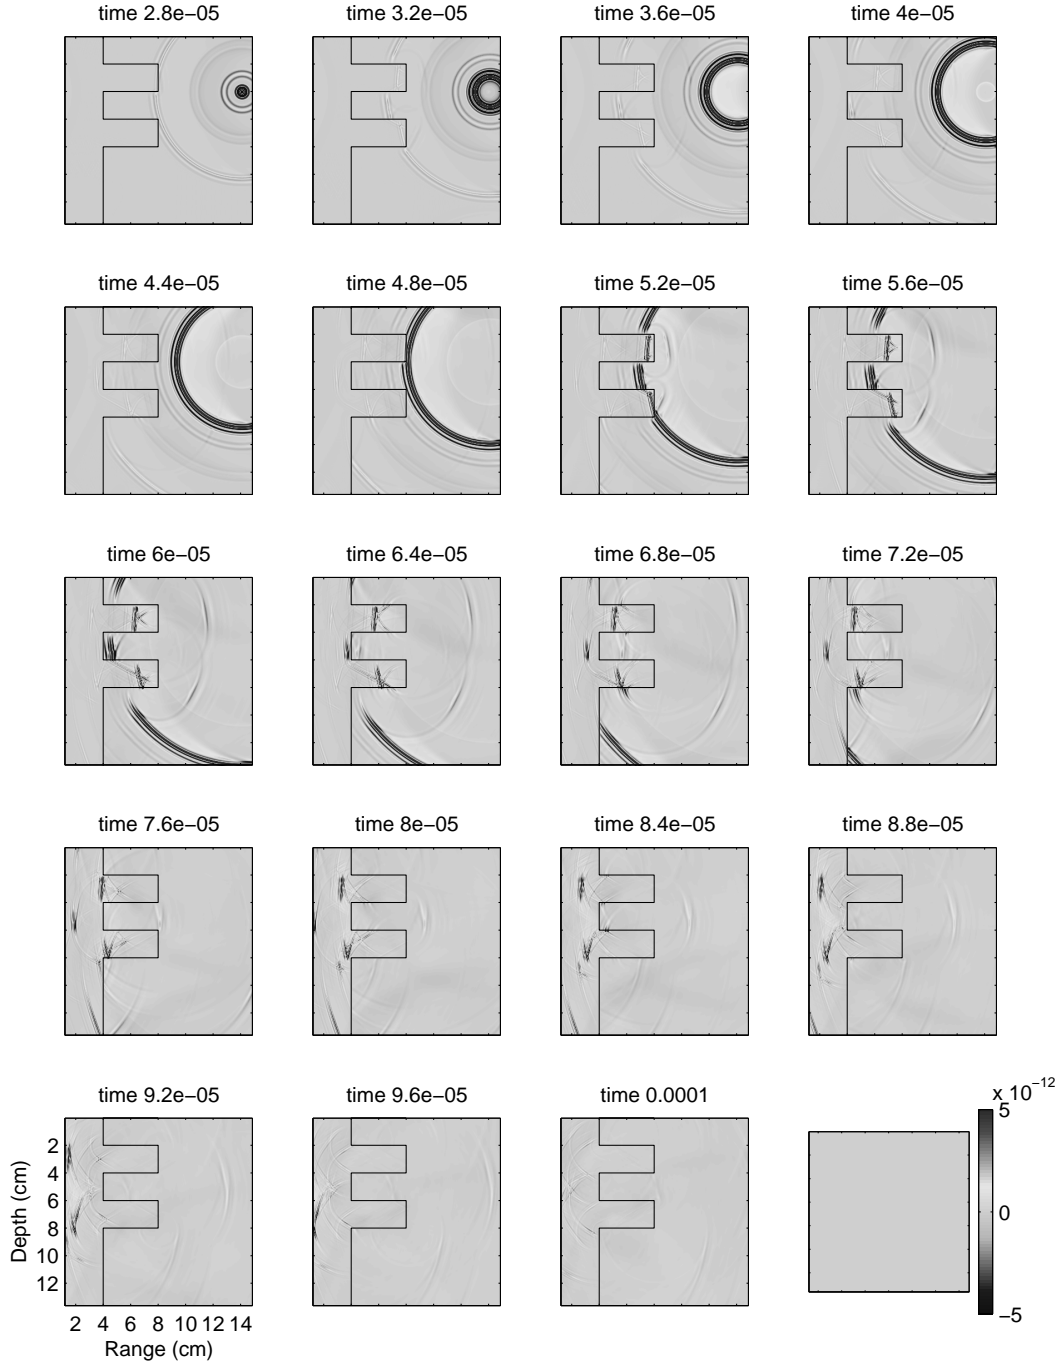 time 2.8e−05
time 3.2e−05
time 3.6e−05
time 4e−05
time 4.4e−05
time 4.8e−05
time 5.2e−05
time 5.6e−05
time 6e−05
time 6.4e−05
time 6.8e−05
time 7.2e−05
time 7.6e−05
time 8e−05
time 8.4e−05
time 8.8e−05
time 9.2e−05
time 9.6e−05
time 0.0001
2
4
6
8
10
12
Depth (cm)
2 4 6 8 10 12 14
Range (cm)
x 10−12
5
0
−5